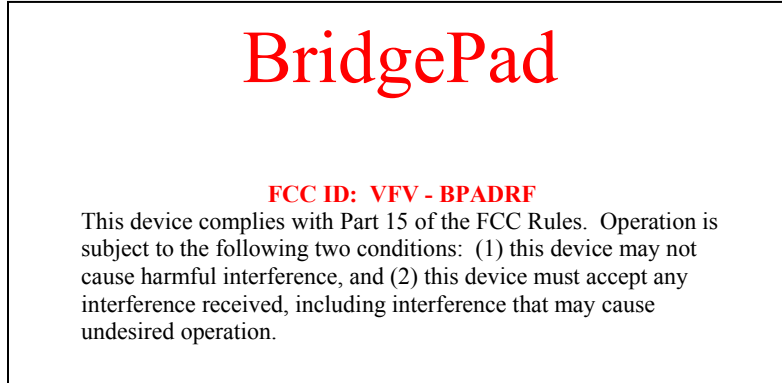 BridgePad
FCC ID:  VFV - BPADRF
This device complies with Part 15 of the FCC Rules.  Operation is
subject to the following two conditions:  (1) this device may not
cause harmful interference, and (2) this device must accept any
interference received, including interference that may cause
undesired operation.